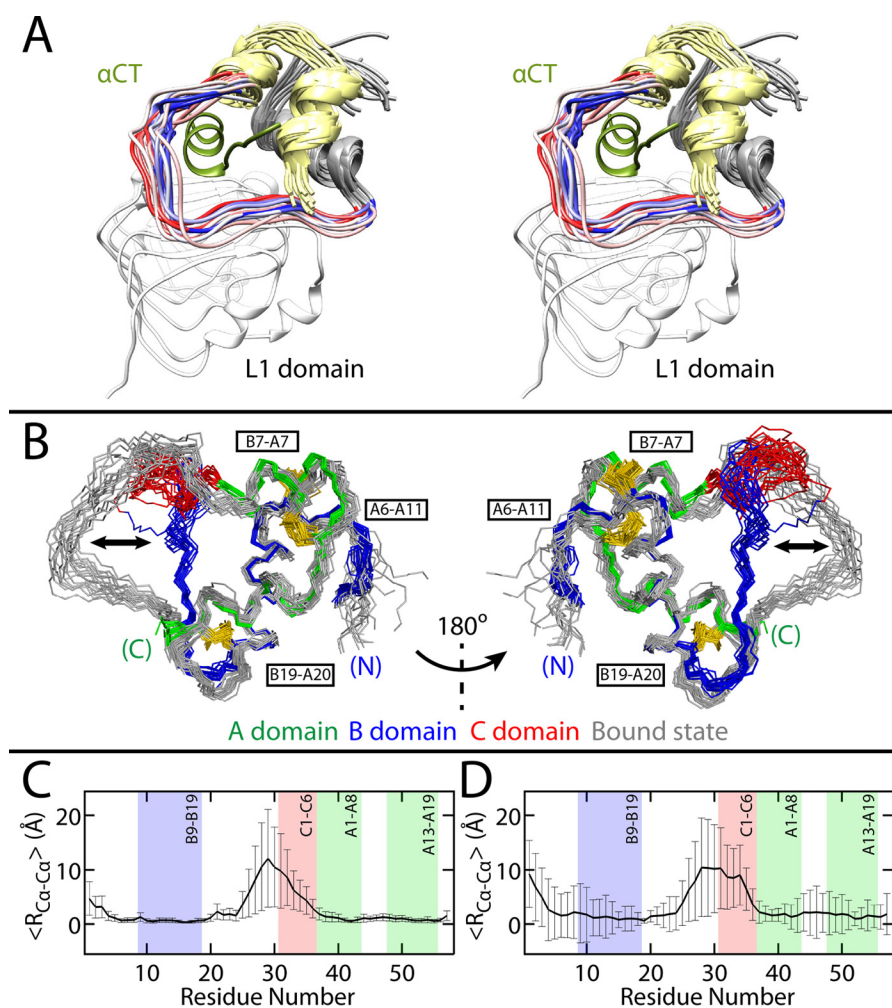 A
αCT
αCT
L1 domain
L1 domain
B
B7-A7
B7-A7
A6-A11
A6-A11
(C)
(C)
180°
(N)
(N)
B19-A20
B19-A20
A domain B domain C domain Bound state
C
D
<R_Cα-Cα> (Å)
20
10
0
B9-B19
C1-C6
A1-A8
A13-A19
10 20 30 40 50
Residue Number
<R_Cα-Cα> (Å)
20
10
0
B9-B19
C1-C6
A1-A8
A13-A19
10 20 30 40 50
Residue Number